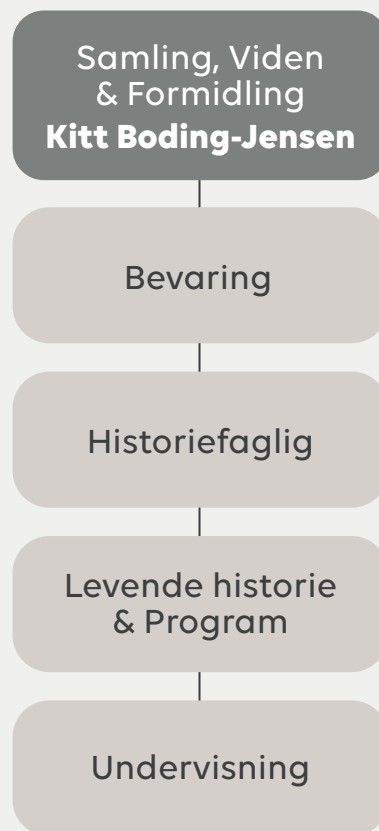 Samling, Viden
& Formidling
Kitt Boding-Jensen
Bevaring
Historiefaglig
Levende historie
& Program
Undervisning